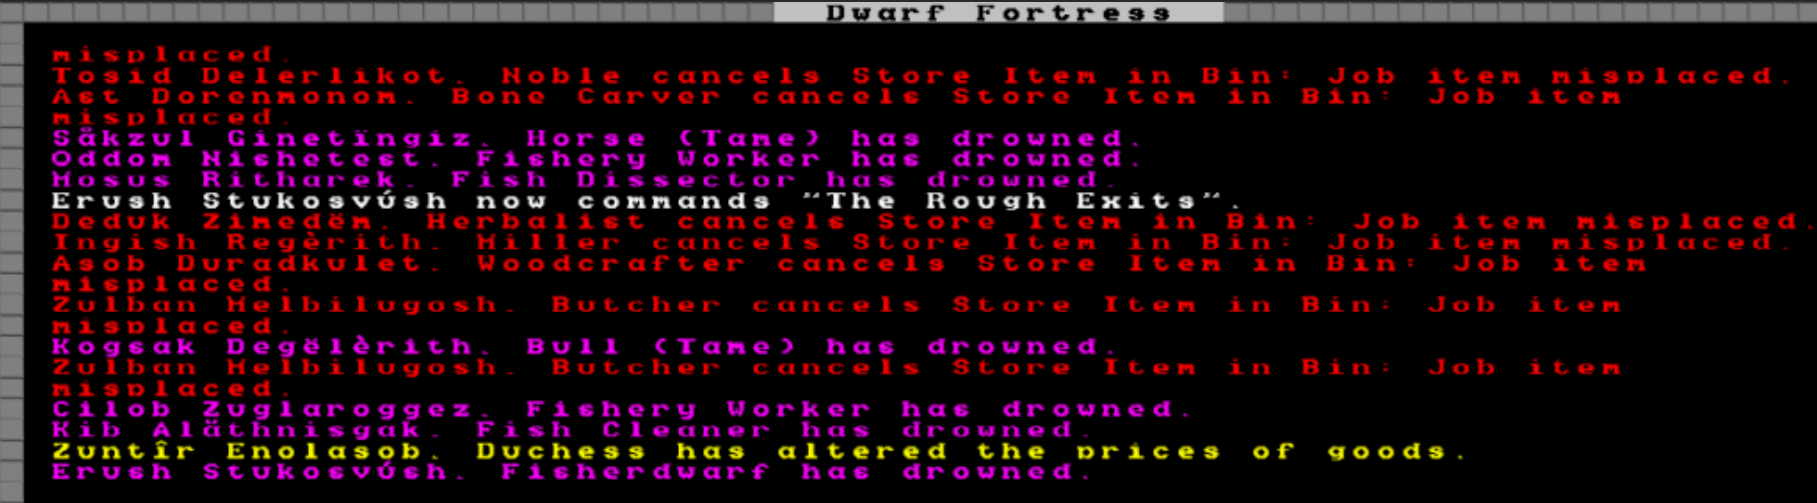 Dwarf Fortress
misplaced.
Tosid Delerlikot, Noble cancels Store Item in Bin: Job item misplaced.
Ast Dorenmonom, Bone Carver cancels Store Item in Bin: Job item
misplaced.
Såkzul Ginetïngiz, Horse (Tame) has drowned.
Oddom Nishetest, Fishery Worker has drowned.
Mosus Ritharek, Fish Dissector has drowned.
Erush Stukosvúsh now commands "The Rough Exits".
Deduk Zimedëm, Herbalist cancels Store Item in Bin: Job item misplaced.
Ingish Regèrith, Miller cancels Store Item in Bin: Job item misplaced.
Asob Duradkulet, Woodcrafter cancels Store Item in Bin: Job item
misplaced.
Zulban Melbilugosh, Butcher cancels Store Item in Bin: Job item
misplaced.
Kogsak Degëlèrith, Bull (Tame) has drowned.
Zulban Melbilugosh, Butcher cancels Store Item in Bin: Job item
misplaced.
Cilob Zuglaroggez, Fishery Worker has drowned.
Kib Aläthnisgak, Fish Cleaner has drowned.
Zuntîr Enolasob, Duchess has altered the prices of goods.
Erush Stukosvúsh, Fisherdwarf has drowned.